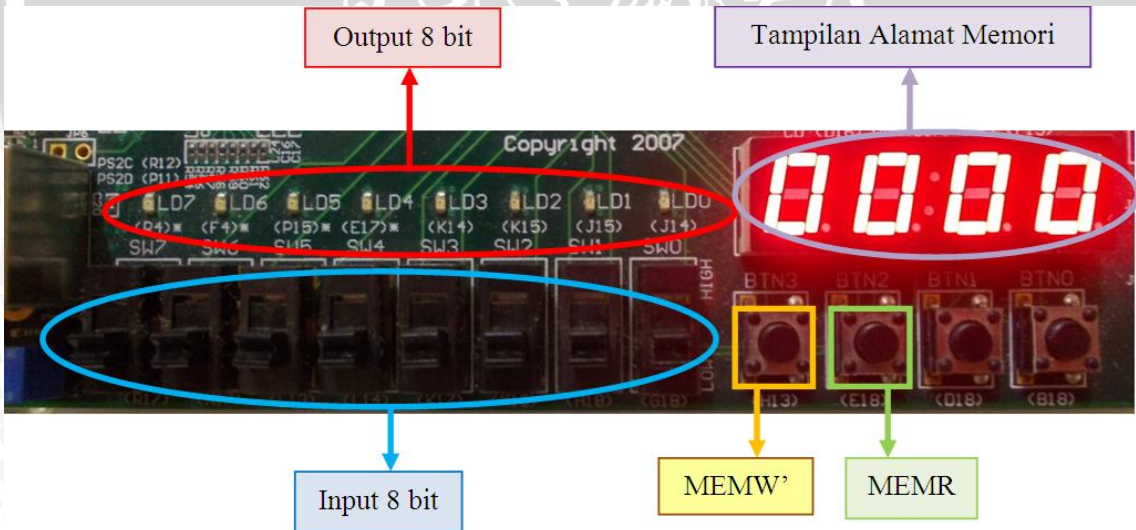 Output 8 bit
Tampilan Alamat Memori
Copyright 2007
PS2C (R12)
PS2D (P11)
0000
LD7 LD6 LD5 LD4 LD3 LD2 LD1 LD0
(R4)* (F4)* (P15)* (E17)* (K14) (K15) (J15) (J14)
SW7 SW6 SW5 SW4 SW3 SW2 SW1 SW0
HIGH
BTN3 BTN2 BTN1 BTN0
(R17) (G18)
(H13) (E18) (D18) (B18)
Input 8 bit
MEMW’
MEMR